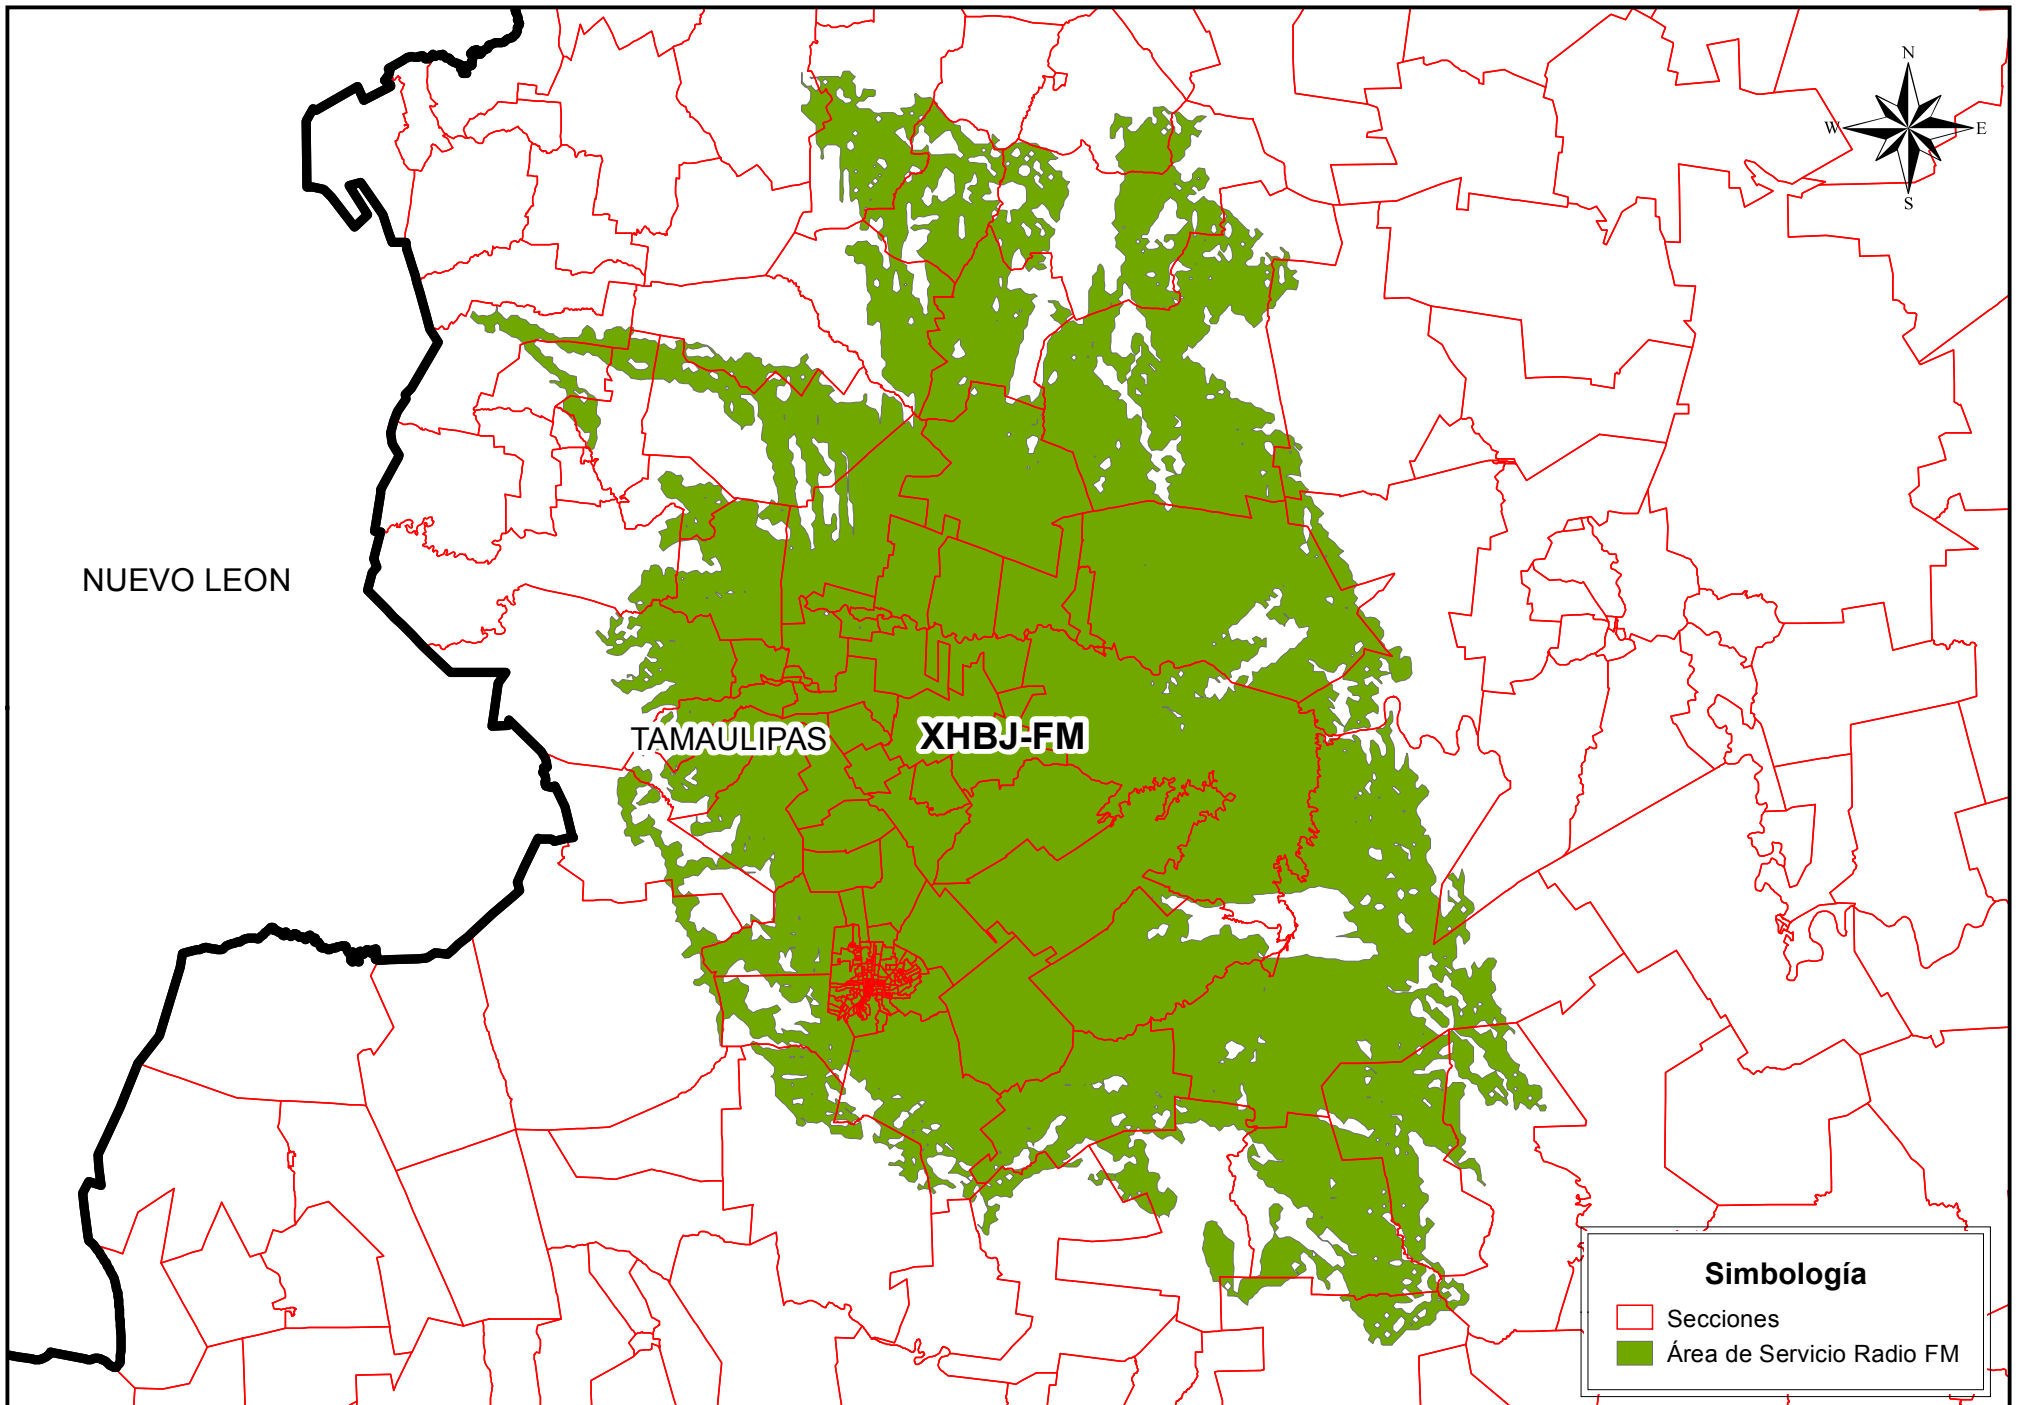 N
W
E
S
NUEVO LEON
TAMAULIPAS
XHBJ-FM
Simbología
Secciones
Área de Servicio Radio FM